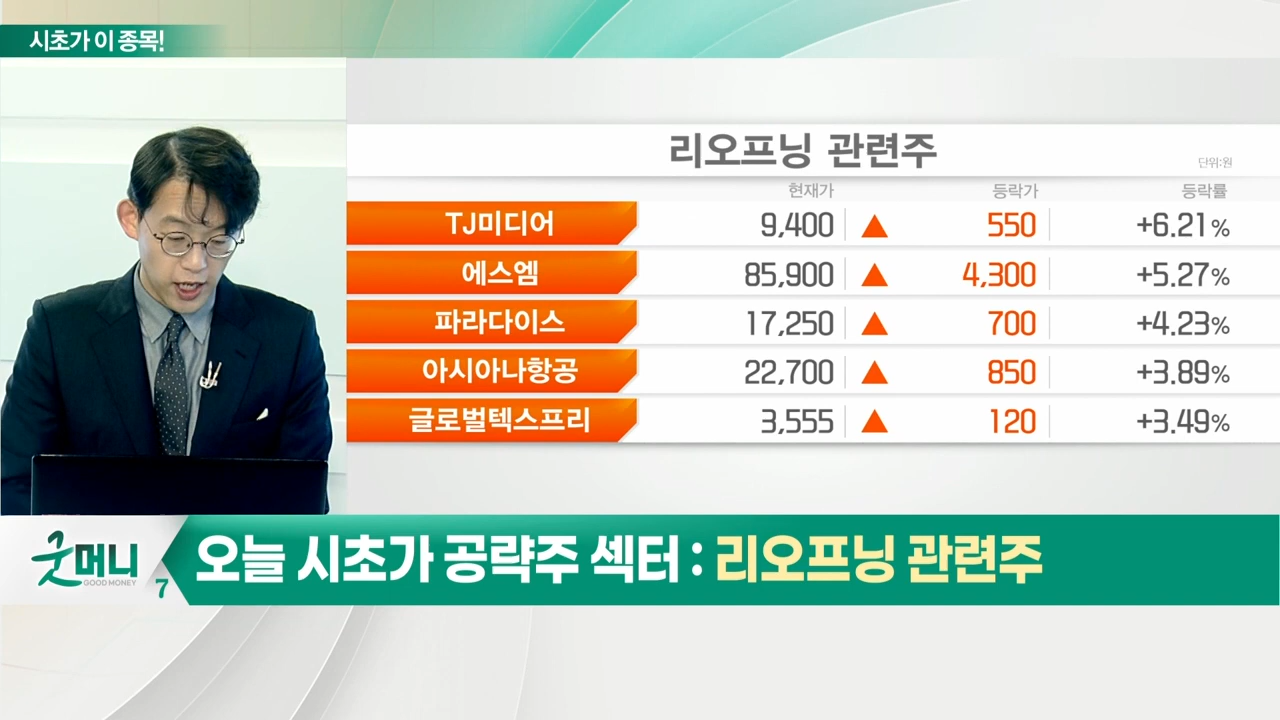 시초가 이 종목!
리오프닝 관련주
단위:원
현재가 등락가 등락률
TJ미디어 9,400 ▲ 550 +6.21%
에스엠 85,900 ▲ 4,300 +5.27%
파라다이스 17,250 ▲ 700 +4.23%
아시아나항공 22,700 ▲ 850 +3.89%
글로벌텍스프리 3,555 ▲ 120 +3.49%
굿머니
GOOD MONEY
7
오늘 시초가 공략주 섹터 : 리오프닝 관련주